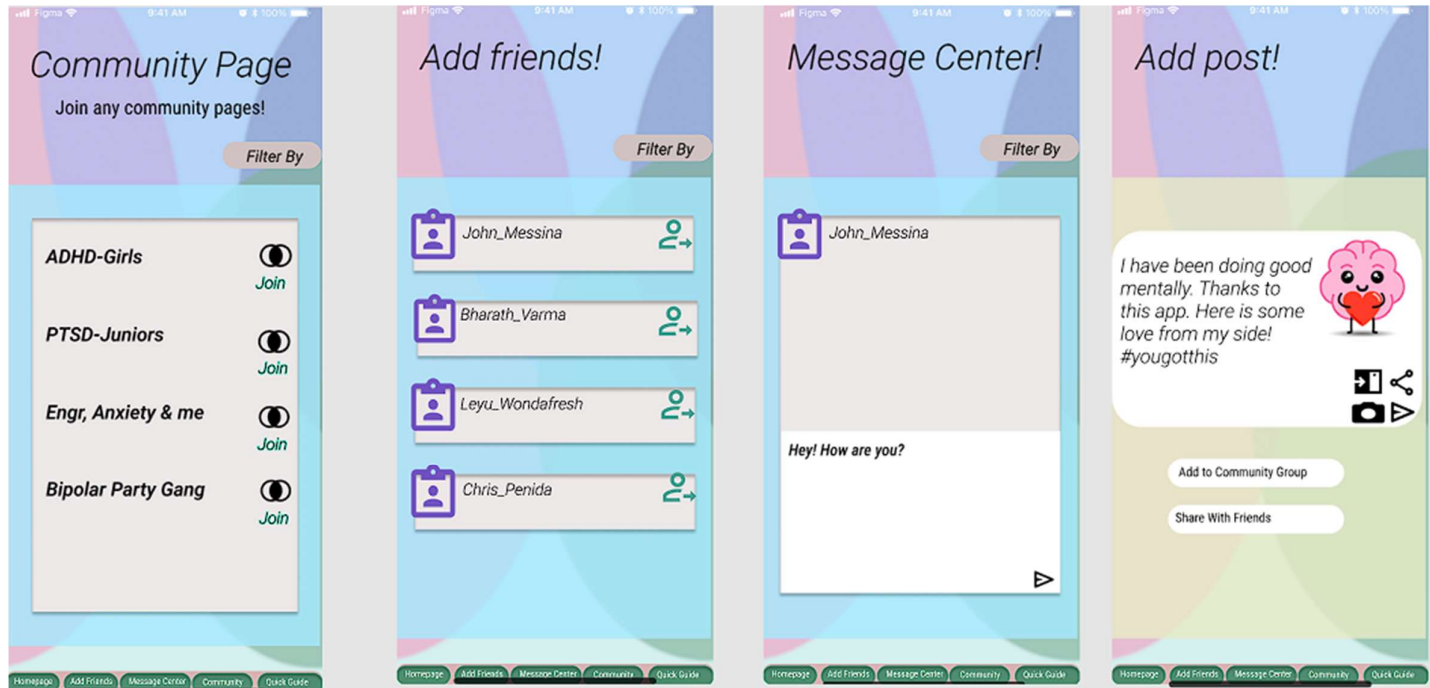 Figma 9:41 AM 100%
Community Page
Join any community pages!
Filter By
ADHD-Girls
Join
PTSD-Juniors
Join
Engr, Anxiety & me
Join
Bipolar Party Gang
Join
Homepage Add Friends Message Center Community Quick Guide
Figma 9:41 AM 100%
Add friends!
Filter By
John_Messina
Bharath_Varma
Leyu_Wondafresh
Chris_Penida
Homepage Add Friends Message Center Community Quick Guide
Figma 9:41 AM 100%
Message Center!
Filter By
John_Messina
Hey! How are you?
Homepage Add Friends Message Center Community Quick Guide
Figma 9:41 AM 100%
Add post!
I have been doing good
mentally. Thanks to
this app. Here is some
love from my side!
#yougotthis
Add to Community Group
Share With Friends
Homepage Add Friends Message Center Community Quick Guide